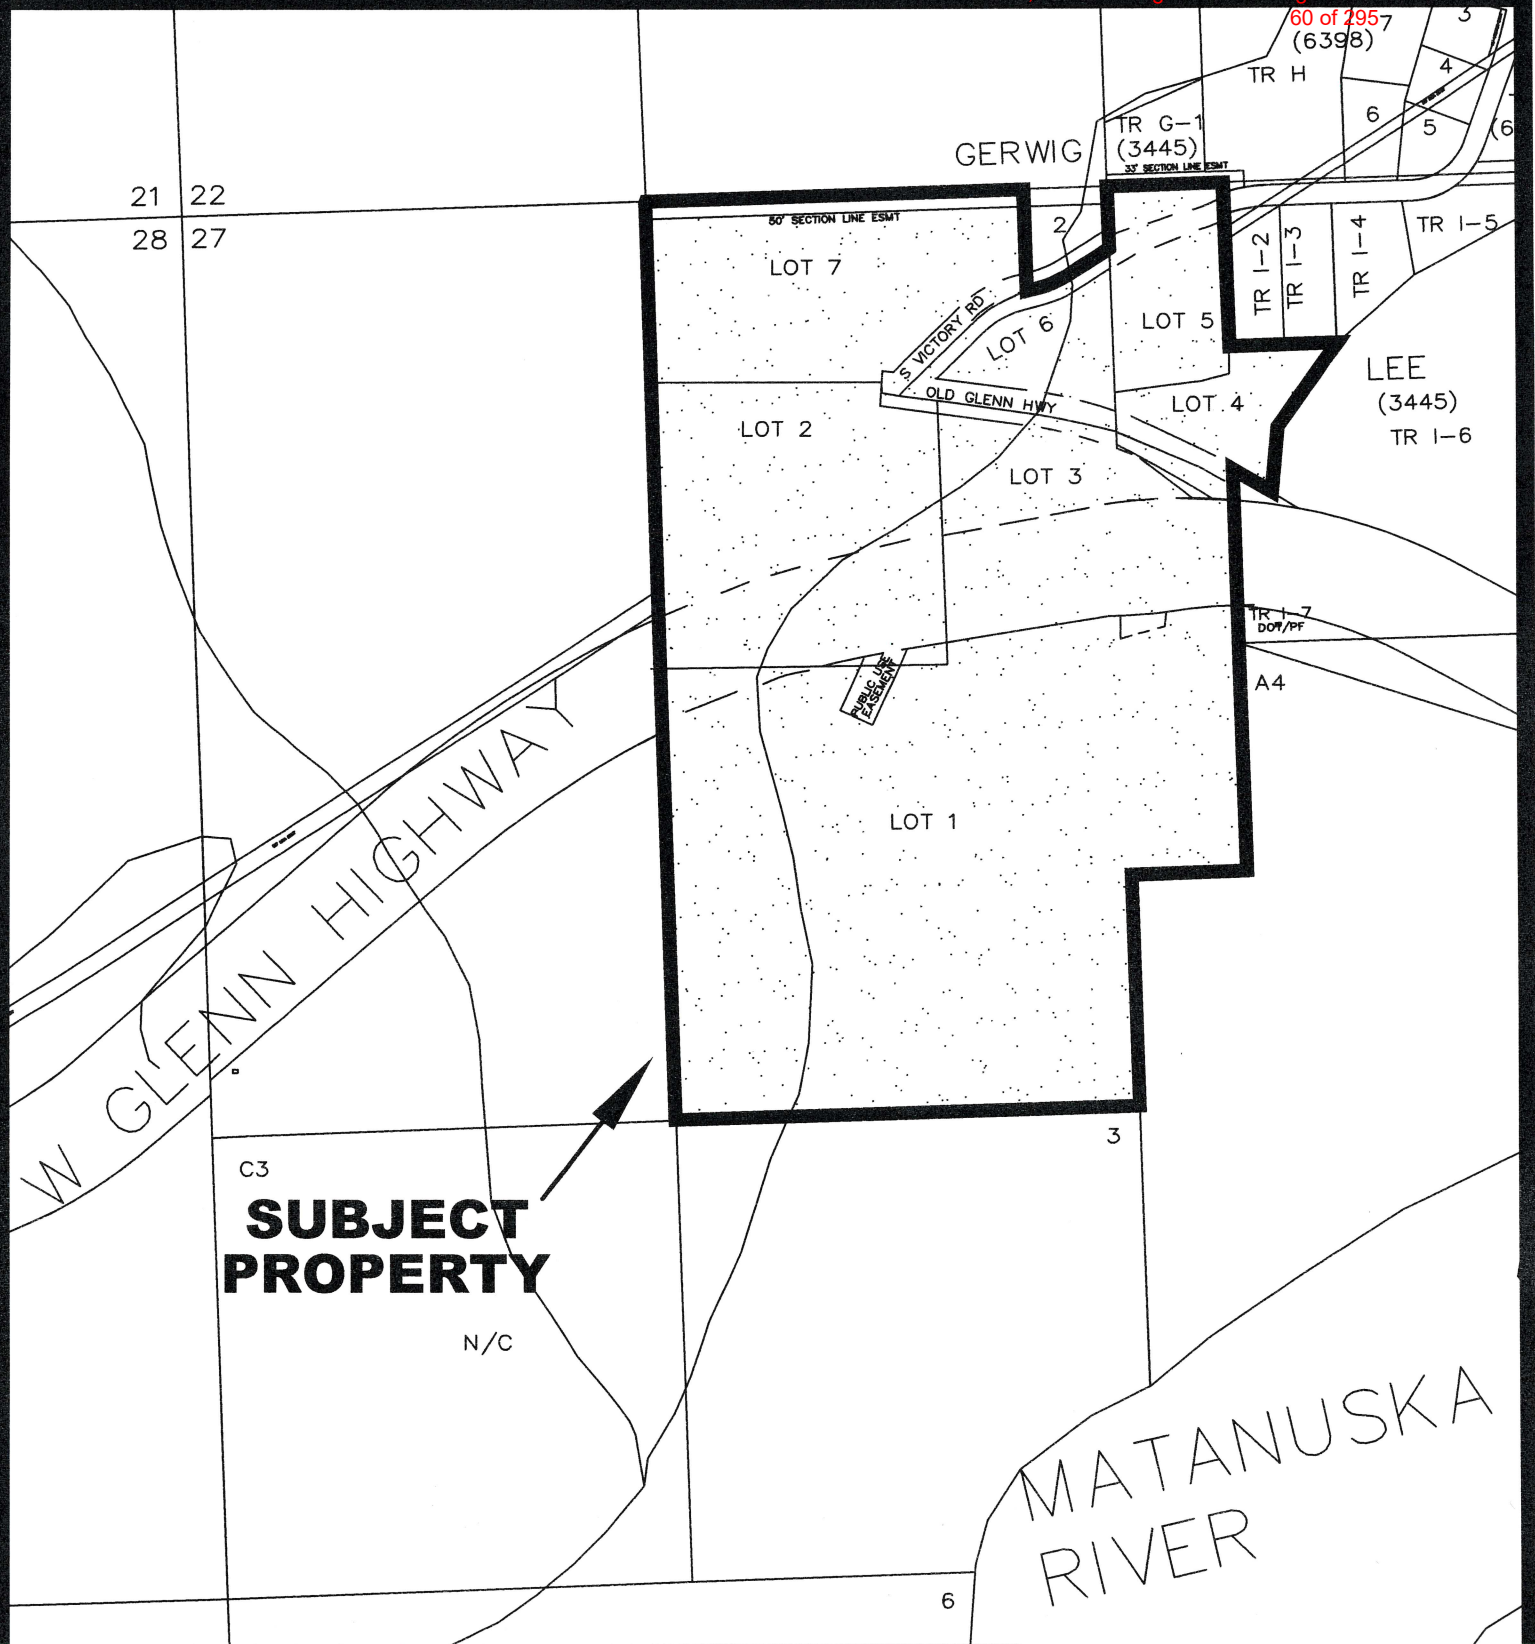 60 of 295
7
3
(6398)
TR H
4
6
5
(6
TR G-1
(3445)
GERWIG
33' SECTION LINE ESMT
21
22
28
27
50' SECTION LINE ESMT
2
LOT 7
TR I-2
TR I-3
TR I-4
TR I-5
S VICTORY RD
LOT 6
LOT 5
LEE
(3445)
TR I-6
OLD GLENN HWY
LOT 4
LOT 2
LOT 3
TR I-7
DOT/PF
A4
PUBLIC USE
EASEMENT
LOT 1
W GLENN HIGHWAY
3
C3
SUBJECT
PROPERTY
N/C
MATANUSKA
RIVER
6